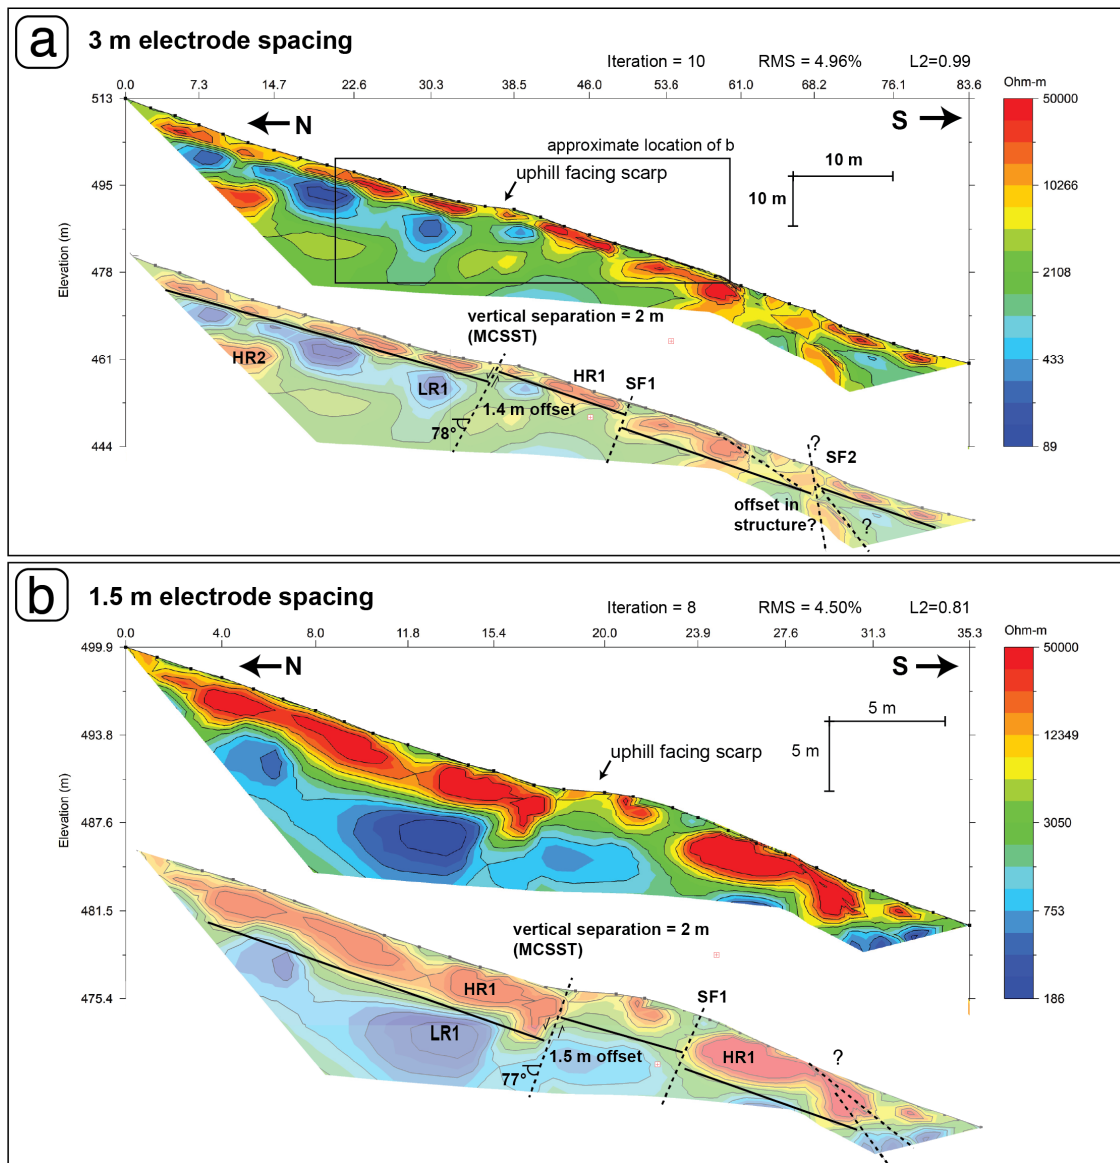 a
3 m electrode spacing
Iteration = 10 RMS = 4.96% L2=0.99
0.0 7.3 14.7 22.6 30.3 38.5 46.0 53.6 61.0 68.2 76.1 83.6
Ohm-m
N
S
513
495
478
461
444
Elevation (m)
approximate location of b
uphill facing scarp
10 m
10 m
50000
10266
2108
433
89
vertical separation = 2 m
(MCSST)
HR2
LR1
HR1
SF1
1.4 m offset
78°
?
SF2
offset in
structure?
?
b
1.5 m electrode spacing
Iteration = 8 RMS = 4.50% L2=0.81
0.0 4.0 8.0 11.8 15.4 20.0 23.9 27.6 31.3 35.3
Ohm-m
N
S
499.9
493.8
487.6
481.5
475.4
Elevation (m)
5 m
5 m
uphill facing scarp
50000
12349
3050
753
186
vertical separation = 2 m
(MCSST)
HR1
LR1
SF1
1.5 m offset
HR1
?
77°